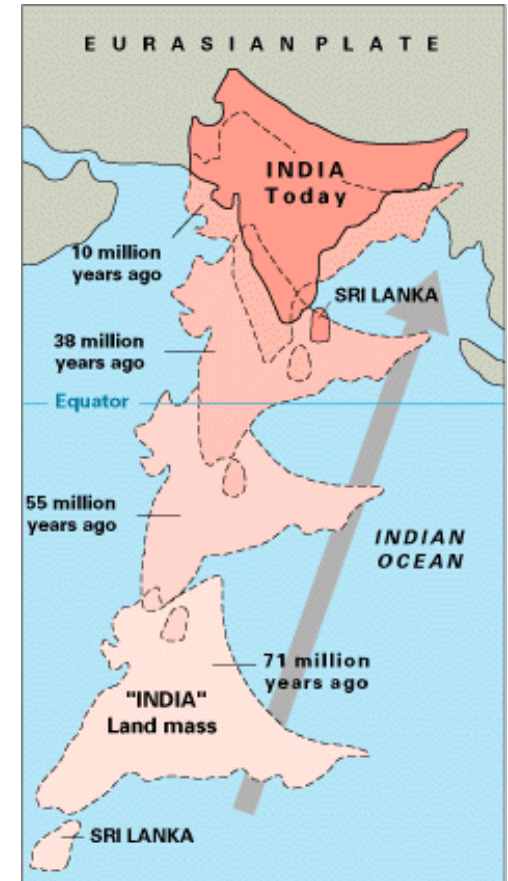 EURASIAN PLATE
INDIA
Today
10 million
years ago
SRI LANKA
38 million
years ago
Equator
55 million
years ago
INDIAN
OCEAN
71 million
years ago
"INDIA"
Land mass
SRI LANKA